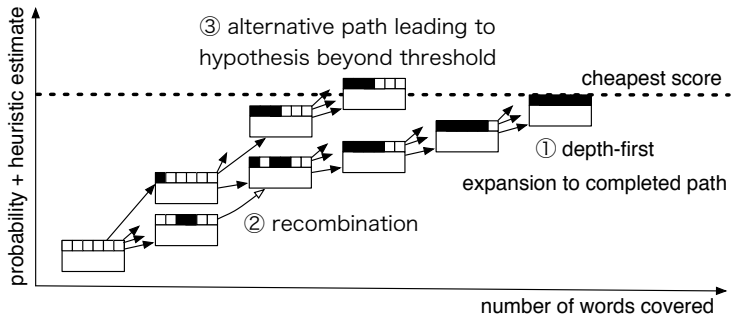 ③ alternative path leading to
hypothesis beyond threshold
cheapest score
① depth-first
expansion to completed path
② recombination
probability + heuristic estimate
number of words covered